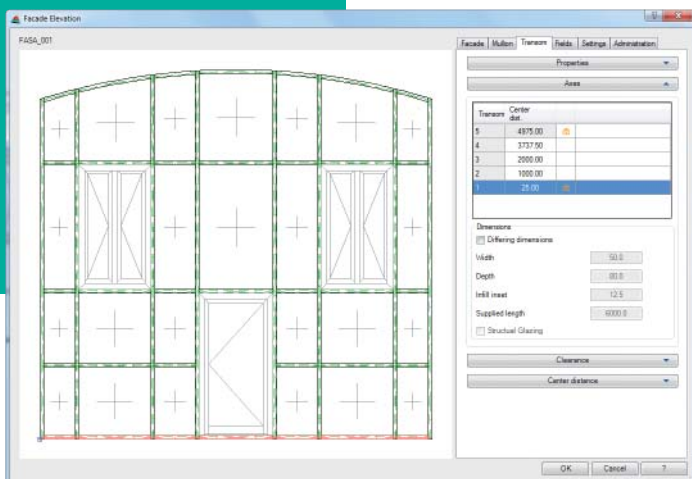 Facade Elevation
FASA_001
Facade Mullion Transom Fields Settings Administration
Properties
Axes
Transom Center dist.
5 4975.00
4 3737.50
3 2000.00
2 1000.00
1 25.00
Dimensions
Differing dimensions
Width 50.0
Depth 80.0
Infill inset 12.5
Supplied length 6000.0
Structual Glazing
Clearance
Center distance
OK Cancel ?